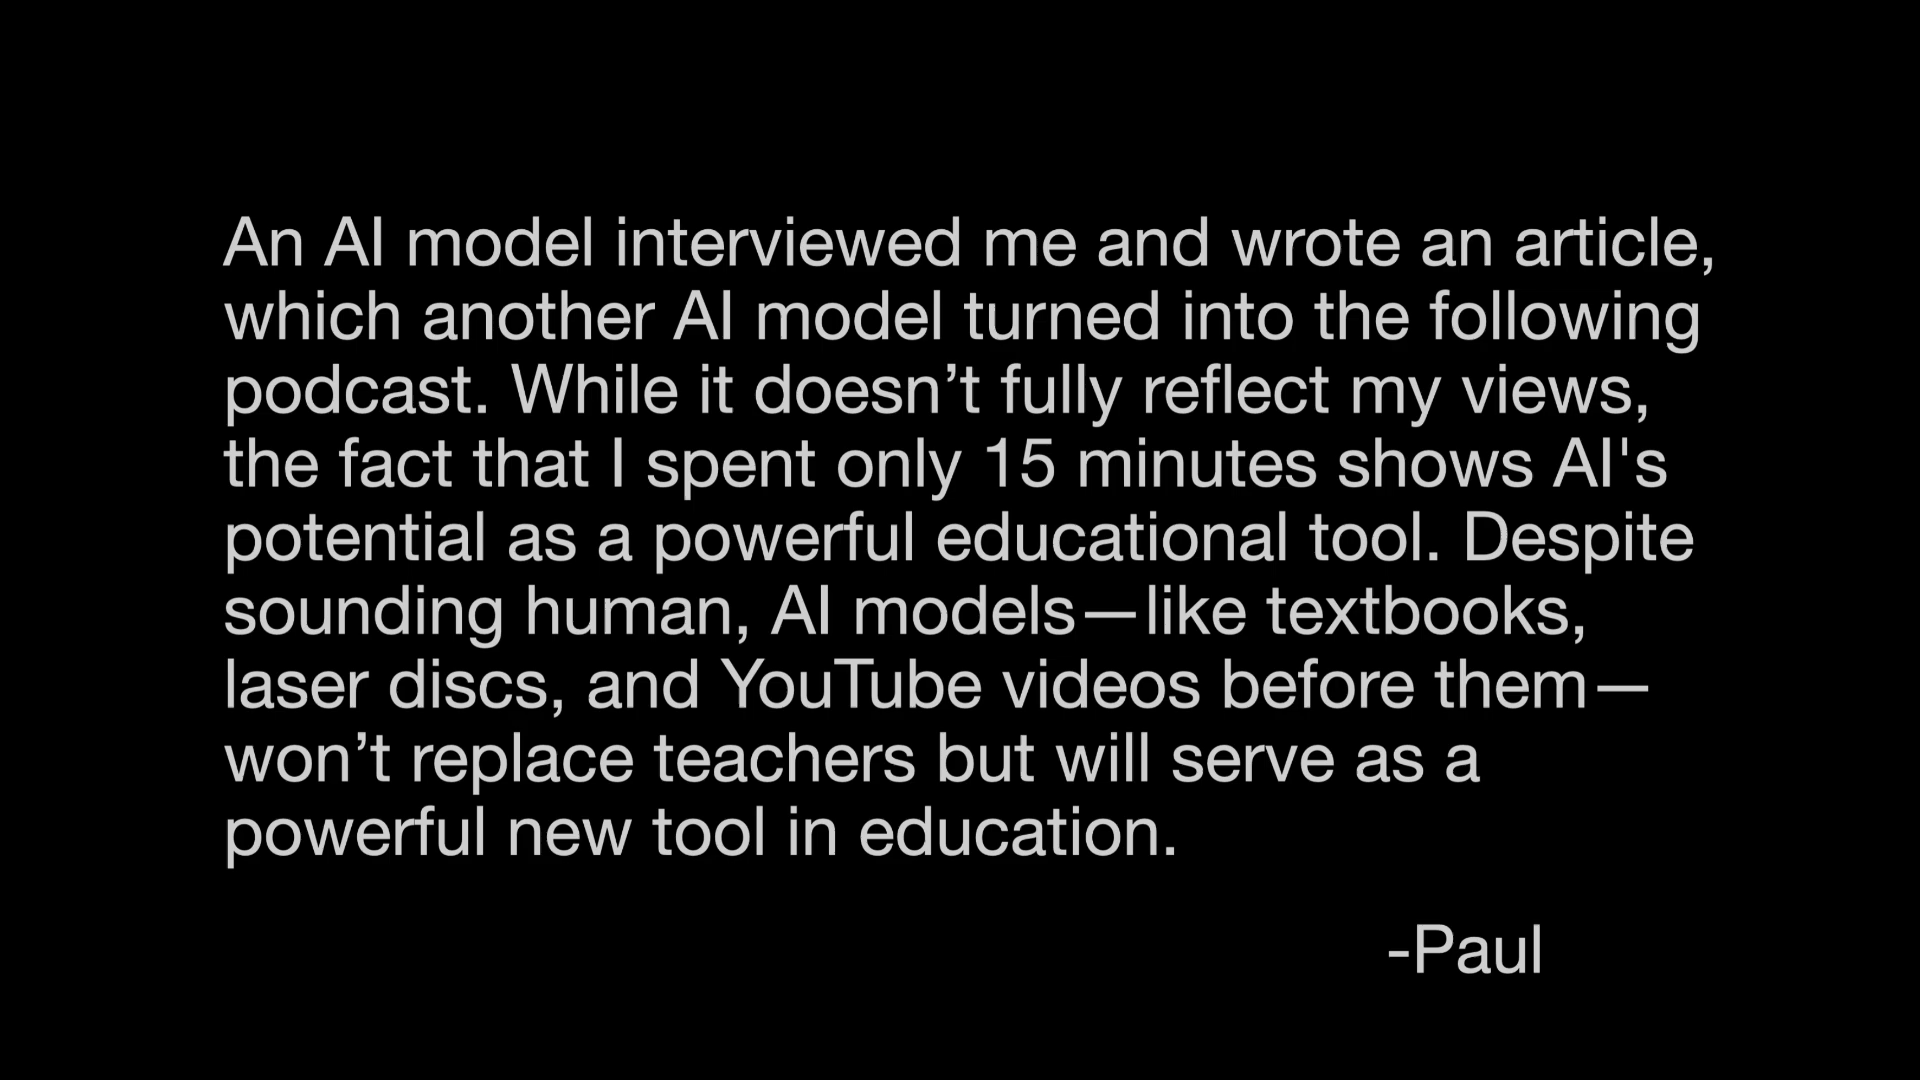 An AI model interviewed me and wrote an article,
which another AI model turned into the following
podcast. While it doesn’t fully reflect my views,
the fact that I spent only 15 minutes shows AI's
potential as a powerful educational tool. Despite
sounding human, AI models—like textbooks,
laser discs, and YouTube videos before them—
won’t replace teachers but will serve as a
powerful new tool in education.
-Paul